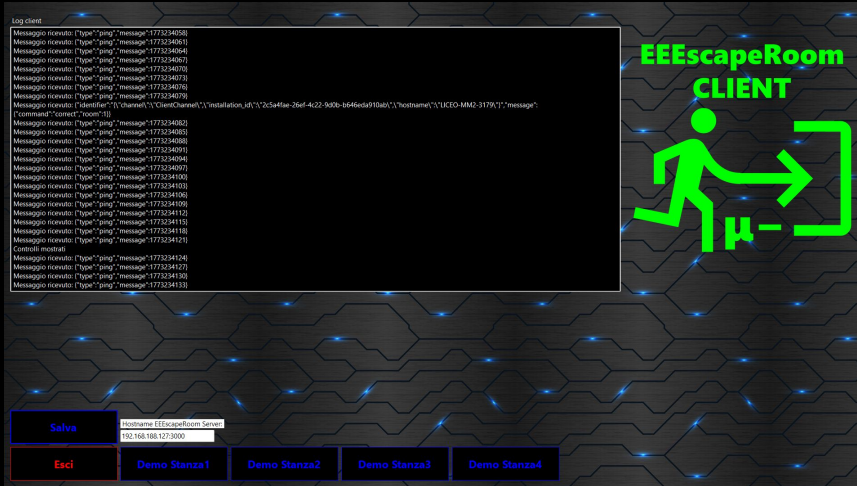 Log client
Messaggio ricevuto: {"type":"ping","message":1773234058}
Messaggio ricevuto: {"type":"ping","message":1773234061}
Messaggio ricevuto: {"type":"ping","message":1773234064}
Messaggio ricevuto: {"type":"ping","message":1773234067}
Messaggio ricevuto: {"type":"ping","message":1773234070}
Messaggio ricevuto: {"type":"ping","message":1773234073}
Messaggio ricevuto: {"type":"ping","message":1773234076}
Messaggio ricevuto: {"type":"ping","message":1773234079}
Messaggio ricevuto: {"identifier":"{\"channel\":\"ClientChannel\",\"installation_id\":\"2c5a4fae-26ef-4c22-9d0b-b646eda910ab\",\"hostname\":\"LICEO-MM2-3179\"}","message":
{"command":"correct","room":1}}
Messaggio ricevuto: {"type":"ping","message":1773234082}
Messaggio ricevuto: {"type":"ping","message":1773234085}
Messaggio ricevuto: {"type":"ping","message":1773234088}
Messaggio ricevuto: {"type":"ping","message":1773234091}
Messaggio ricevuto: {"type":"ping","message":1773234094}
Messaggio ricevuto: {"type":"ping","message":1773234097}
Messaggio ricevuto: {"type":"ping","message":1773234100}
Messaggio ricevuto: {"type":"ping","message":1773234103}
Messaggio ricevuto: {"type":"ping","message":1773234106}
Messaggio ricevuto: {"type":"ping","message":1773234109}
Messaggio ricevuto: {"type":"ping","message":1773234112}
Messaggio ricevuto: {"type":"ping","message":1773234115}
Messaggio ricevuto: {"type":"ping","message":1773234118}
Messaggio ricevuto: {"type":"ping","message":1773234121}
Controlli mostrati
Messaggio ricevuto: {"type":"ping","message":1773234124}
Messaggio ricevuto: {"type":"ping","message":1773234127}
Messaggio ricevuto: {"type":"ping","message":1773234130}
Messaggio ricevuto: {"type":"ping","message":1773234133}
EEEscapeRoom
CLIENT
μ−
Salva
Hostname EEEscapeRoom Server:
192.168.188.127:3000
Esci
Demo Stanza1
Demo Stanza2
Demo Stanza3
Demo Stanza4